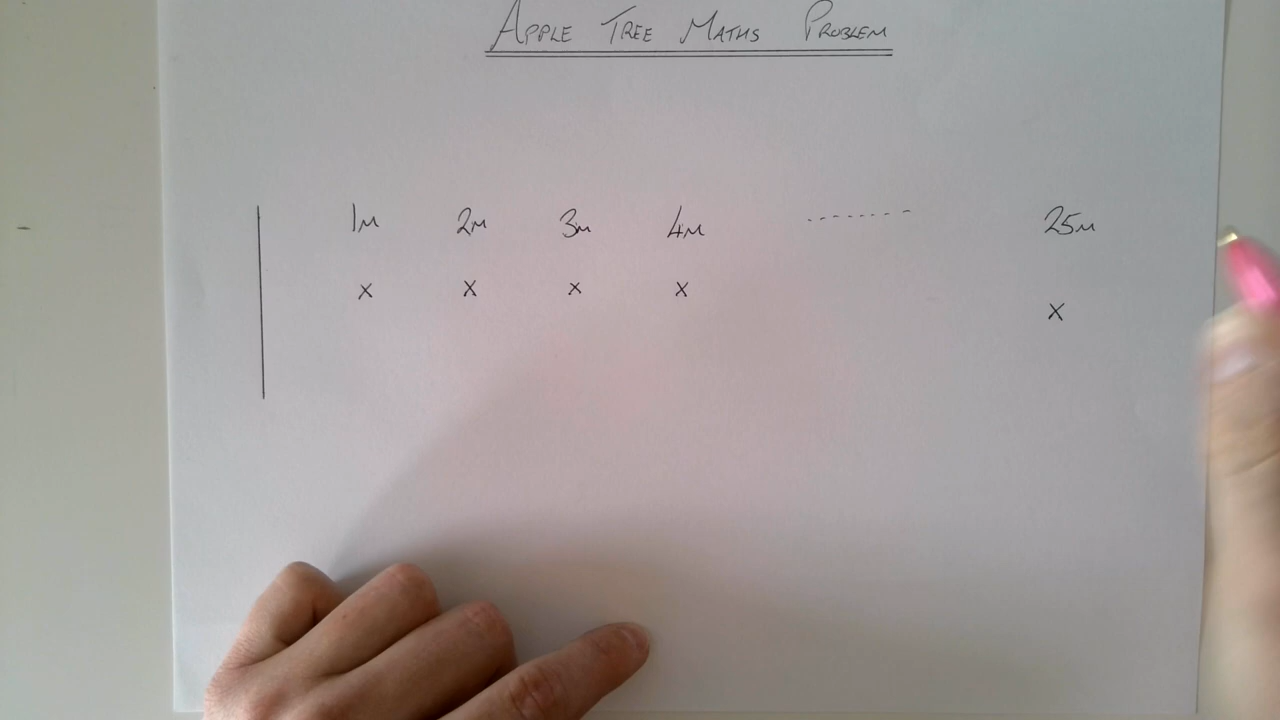 APPLE TREE MATHS PROBLEM
1M 2M 3M 4M ------- 25M
X X X X X